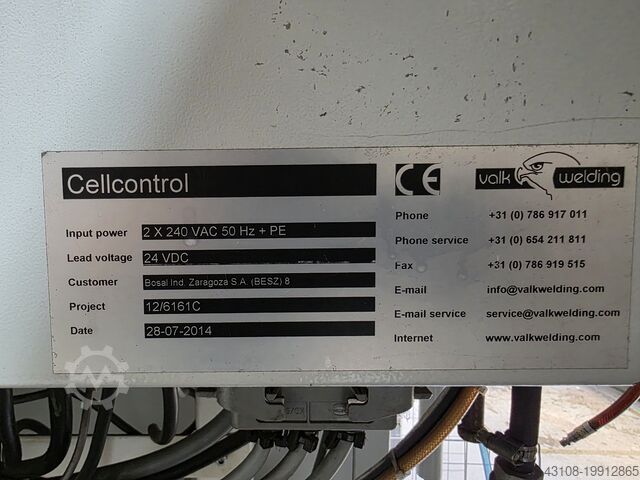 Cellcontrol
Input power 2 X 240 VAC 50 Hz + PE
Lead voltage 24 VDC
Customer Bosal Ind. Zaragoza S.A. (BESZ) 8
Project 12/6161C
Date 28-07-2014
CE valk welding
Phone +31 (0) 786 917 011
Phone service +31 (0) 654 211 811
Fax +31 (0) 786 919 515
E-mail info@valkwelding.com
E-mail service service@valkwelding.com
Internet www.valkwelding.com
43108-19912865